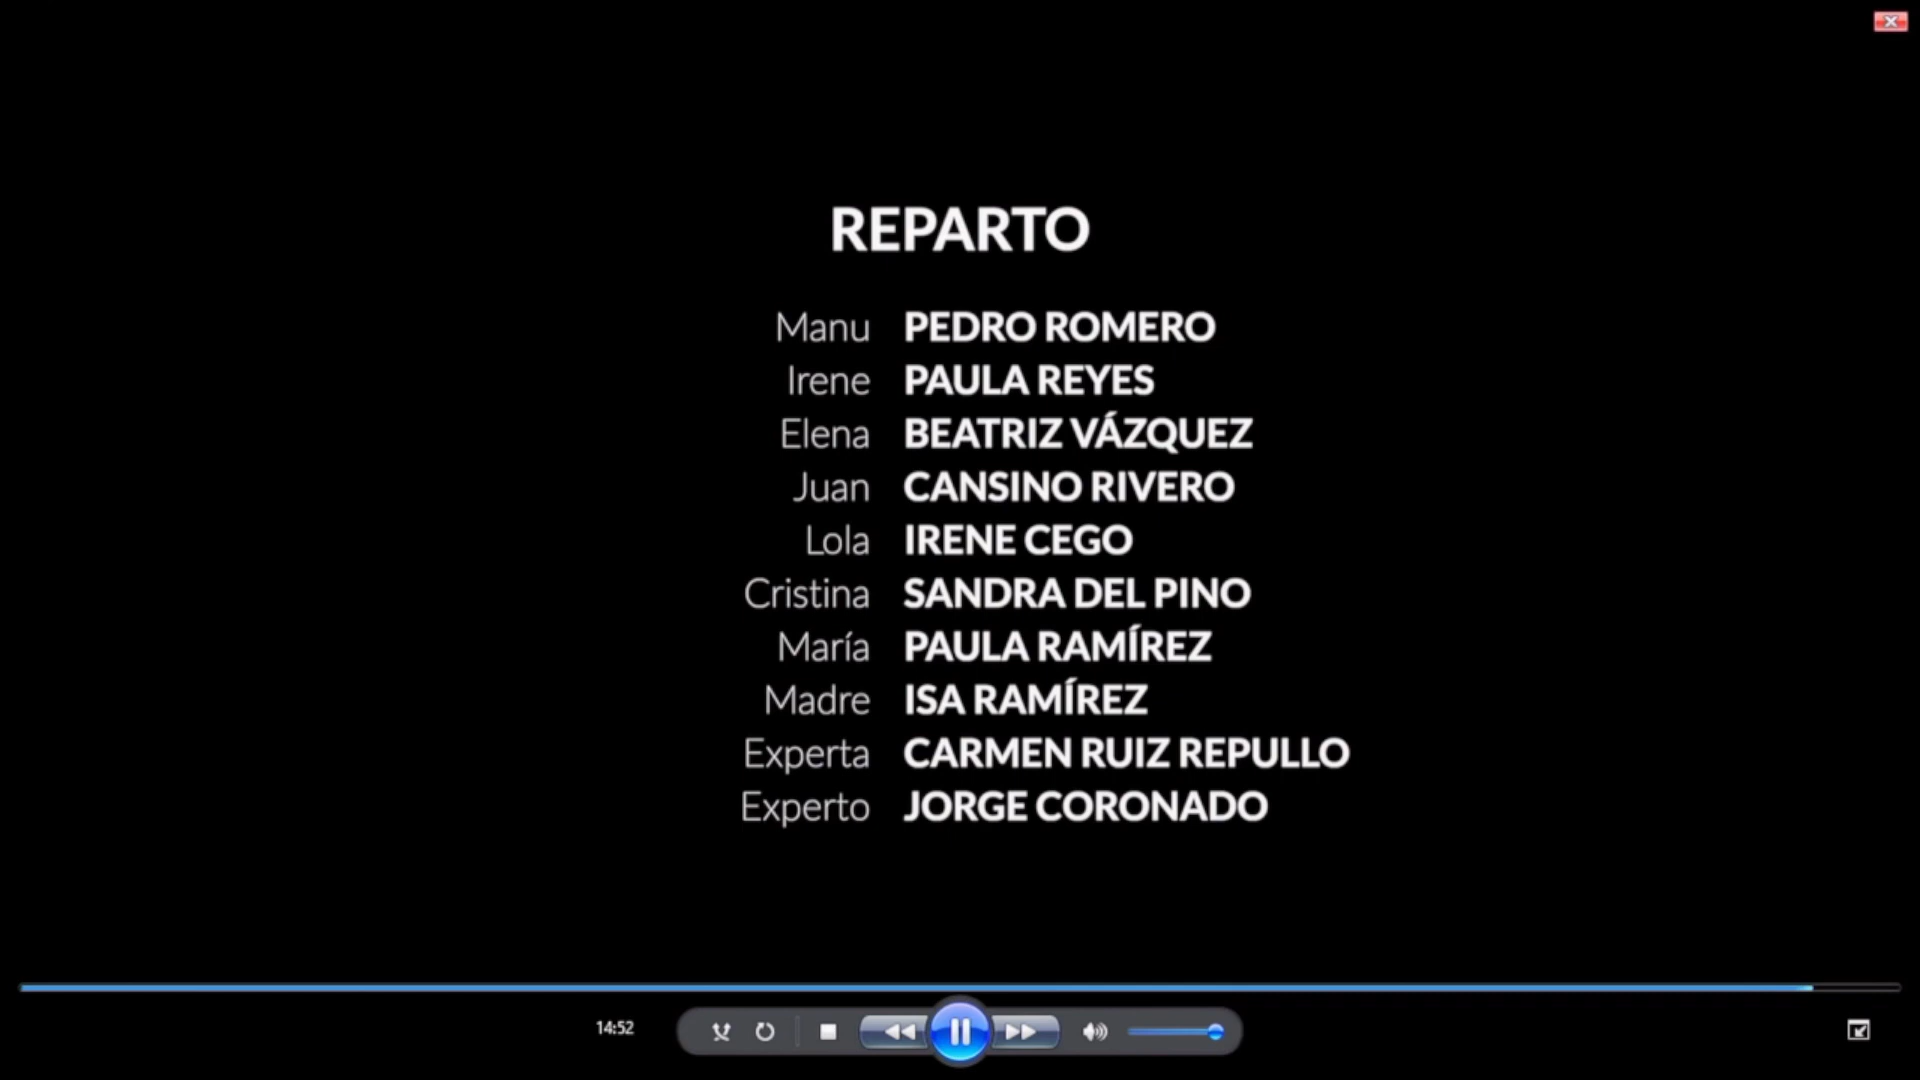 REPARTO
Manu PEDRO ROMERO
Irene PAULA REYES
Elena BEATRIZ VÁZQUEZ
Juan CANSINO RIVERO
Lola IRENE CEGO
Cristina SANDRA DEL PINO
María PAULA RAMÍREZ
Madre ISA RAMÍREZ
Experta CARMEN RUIZ REPULLO
Experto JORGE CORONADO
14:52